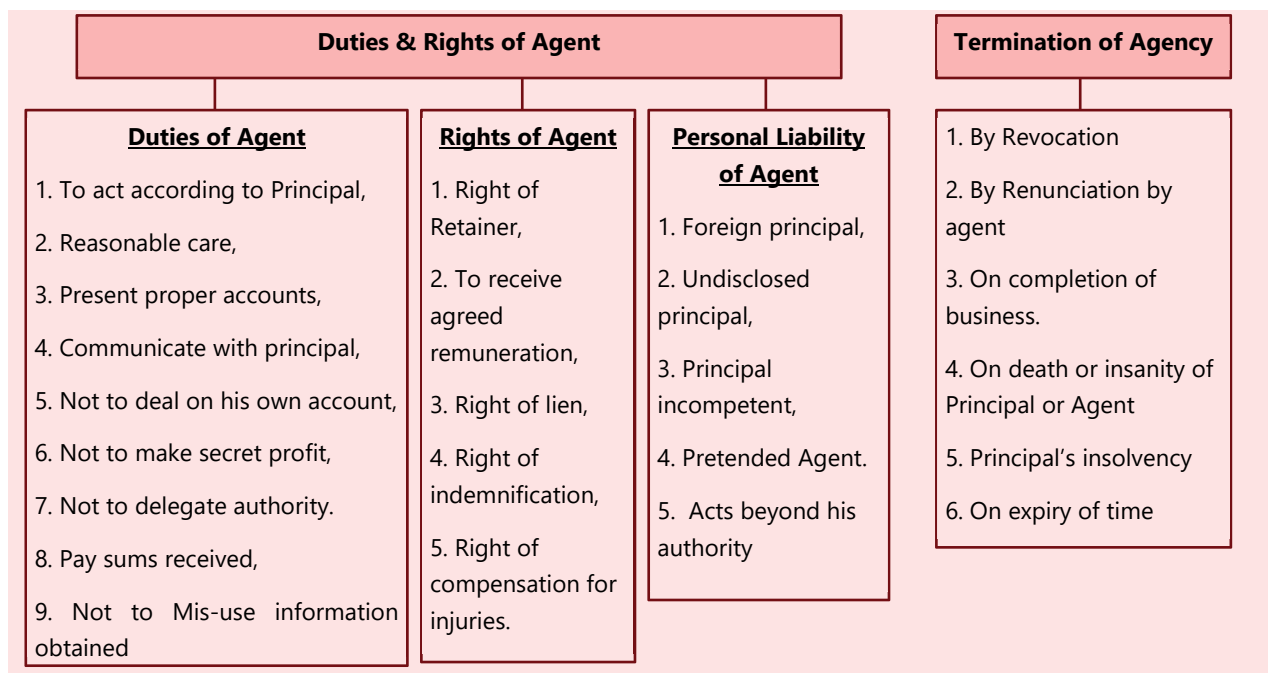 Duties & Rights of Agent
Duties of Agent
1. To act according to Principal,
2. Reasonable care,
3. Present proper accounts,
4. Communicate with principal,
5. Not to deal on his own account,
6. Not to make secret profit,
7. Not to delegate authority.
8. Pay sums received,
9. Not to Mis-use information
obtained
Rights of Agent
1. Right of
Retainer,
2. To receive
agreed
remuneration,
3. Right of lien,
4. Right of
indemnification,
5. Right of
compensation for
injuries.
Personal Liability
of Agent
1. Foreign principal,
2. Undisclosed
principal,
3. Principal
incompetent,
4. Pretended Agent.
5. Acts beyond his
authority
Termination of Agency
1. By Revocation
2. By Renunciation by
agent
3. On completion of
business.
4. On death or insanity of
Principal or Agent
5. Principal’s insolvency
6. On expiry of time